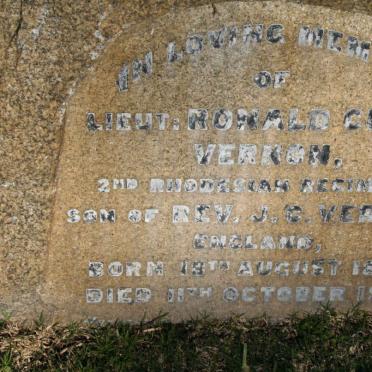 IN LOVING MEM
OF
LIEUT: RONALD C
VERNON,
2ND RHODESIAN REGIM
SON OF REV. J. C. VER
ENGLAND,
BORN 18TH AUGUST 18
DIED 11TH OCTOBER 1